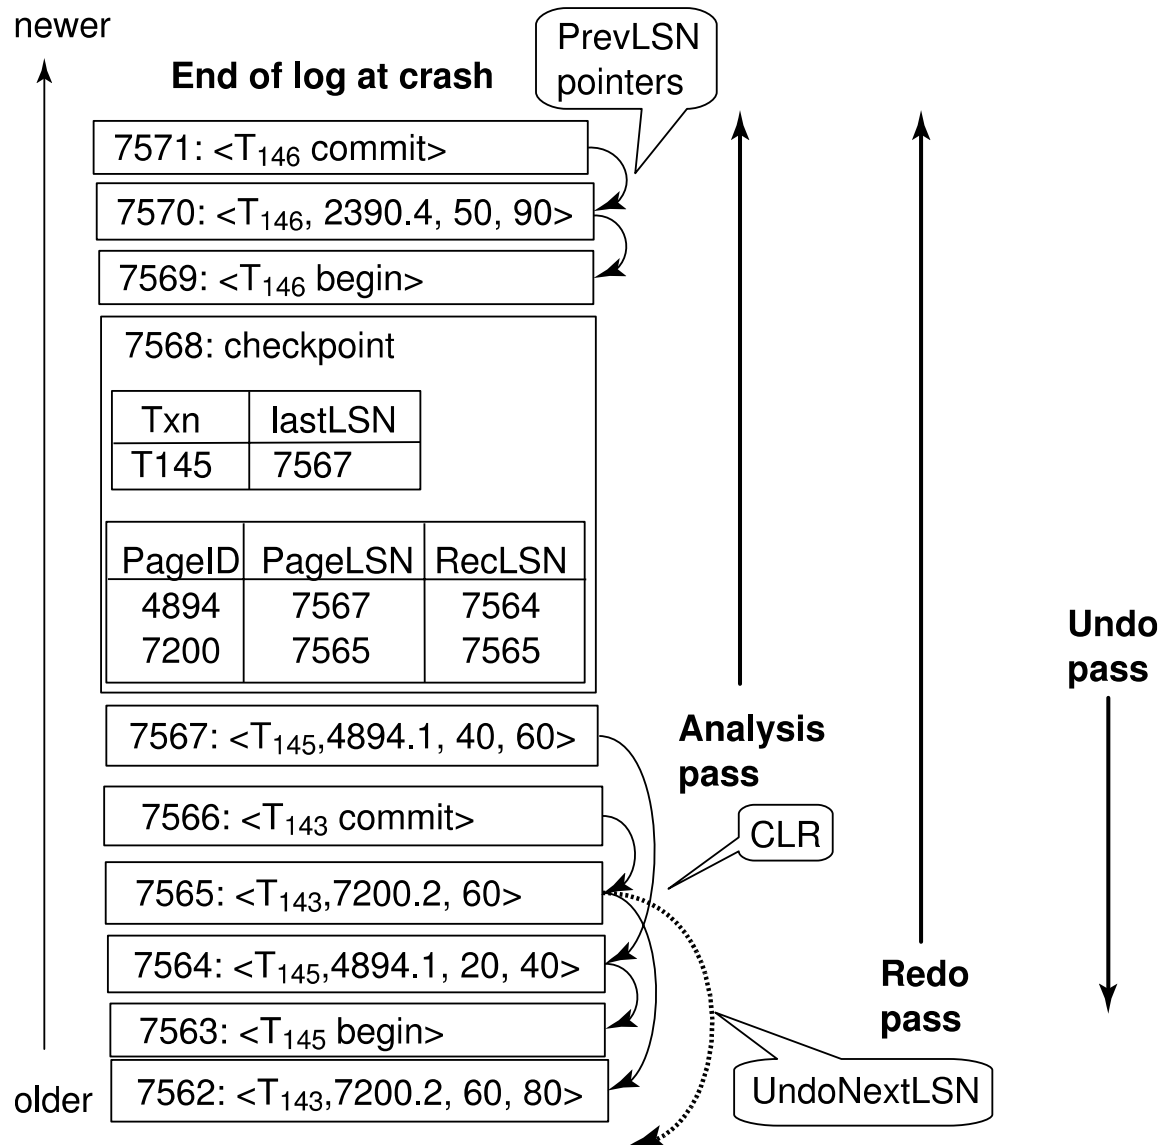 newer
End of log at crash
PrevLSN
pointers
7571: <T146 commit>
7570: <T146, 2390.4, 50, 90>
7569: <T146 begin>
7568: checkpoint
Txn lastLSN
T145 7567
PageID PageLSN RecLSN
4894 7567 7564
7200 7565 7565
Undo
pass
7567: <T145,4894.1, 40, 60>
Analysis
pass
7566: <T143 commit>
CLR
7565: <T143,7200.2, 60>
7564: <T145,4894.1, 20, 40>
Redo
pass
7563: <T145 begin>
older
7562: <T143,7200.2, 60, 80>
UndoNextLSN